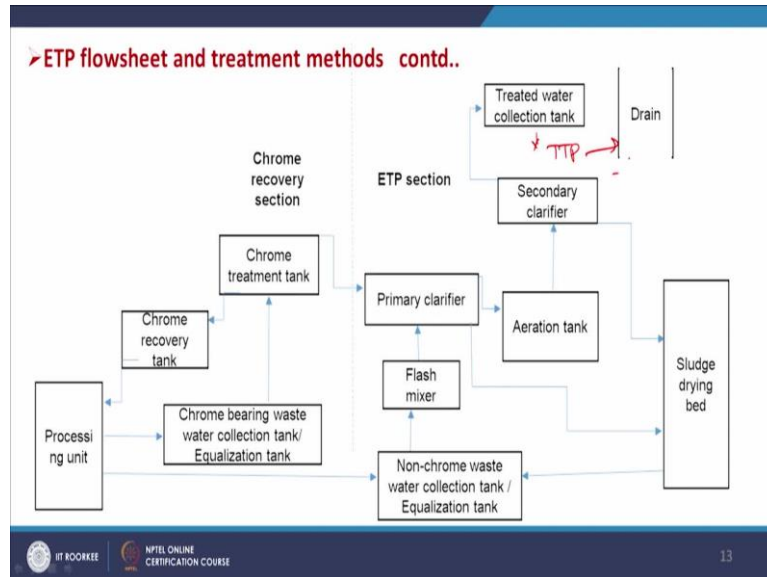 ➤ETP flowsheet and treatment methods contd..
Treated water
collection tank
Drain
TTP
Chrome
recovery
section
ETP section
Secondary
clarifier
Chrome
treatment tank
Primary clarifier
Aeration tank
Chrome
recovery
tank
Flash
mixer
Sludge
drying
bed
Processi
ng unit
Chrome bearing waste
water collection tank/
Equalization tank
Non-chrome waste
water collection tank /
Equalization tank
IIT ROORKEE
NPTEL ONLINE
CERTIFICATION COURSE
13